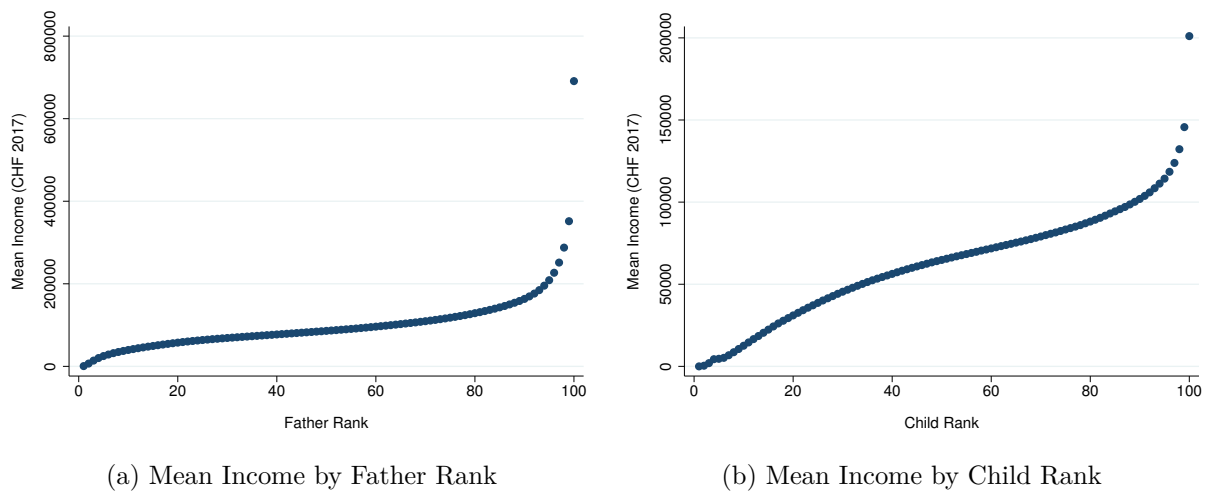 800000
600000
400000
200000
0
Mean Income (CHF 2017)
0 20 40 60 80 100
Father Rank
(a) Mean Income by Father Rank
200000
150000
100000
50000
0
Mean Income (CHF 2017)
0 20 40 60 80 100
Child Rank
(b) Mean Income by Child Rank